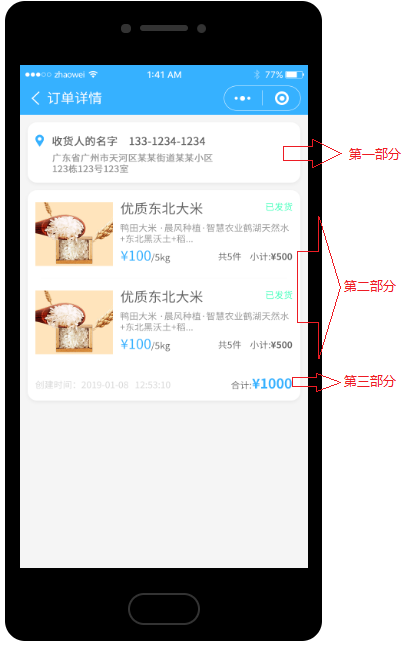 zhaowei 1:41 AM 77%
订单详情
收货人的名字 133-1234-1234
广东省广州市天河区某某街道某某小区
123栋123号123室
第一部分
优质东北大米 已发货
鸭田大米 · 晨风种植 · 智慧农业鹤湖天然水
+东北黑沃土+稻...
¥100/5kg 共5件 小计:¥500
第二部分
优质东北大米 已发货
鸭田大米 · 晨风种植 · 智慧农业鹤湖天然水
+东北黑沃土+稻...
¥100/5kg 共5件 小计:¥500
创建时间: 2019-01-09 12:53:10 合计:¥1000
第三部分